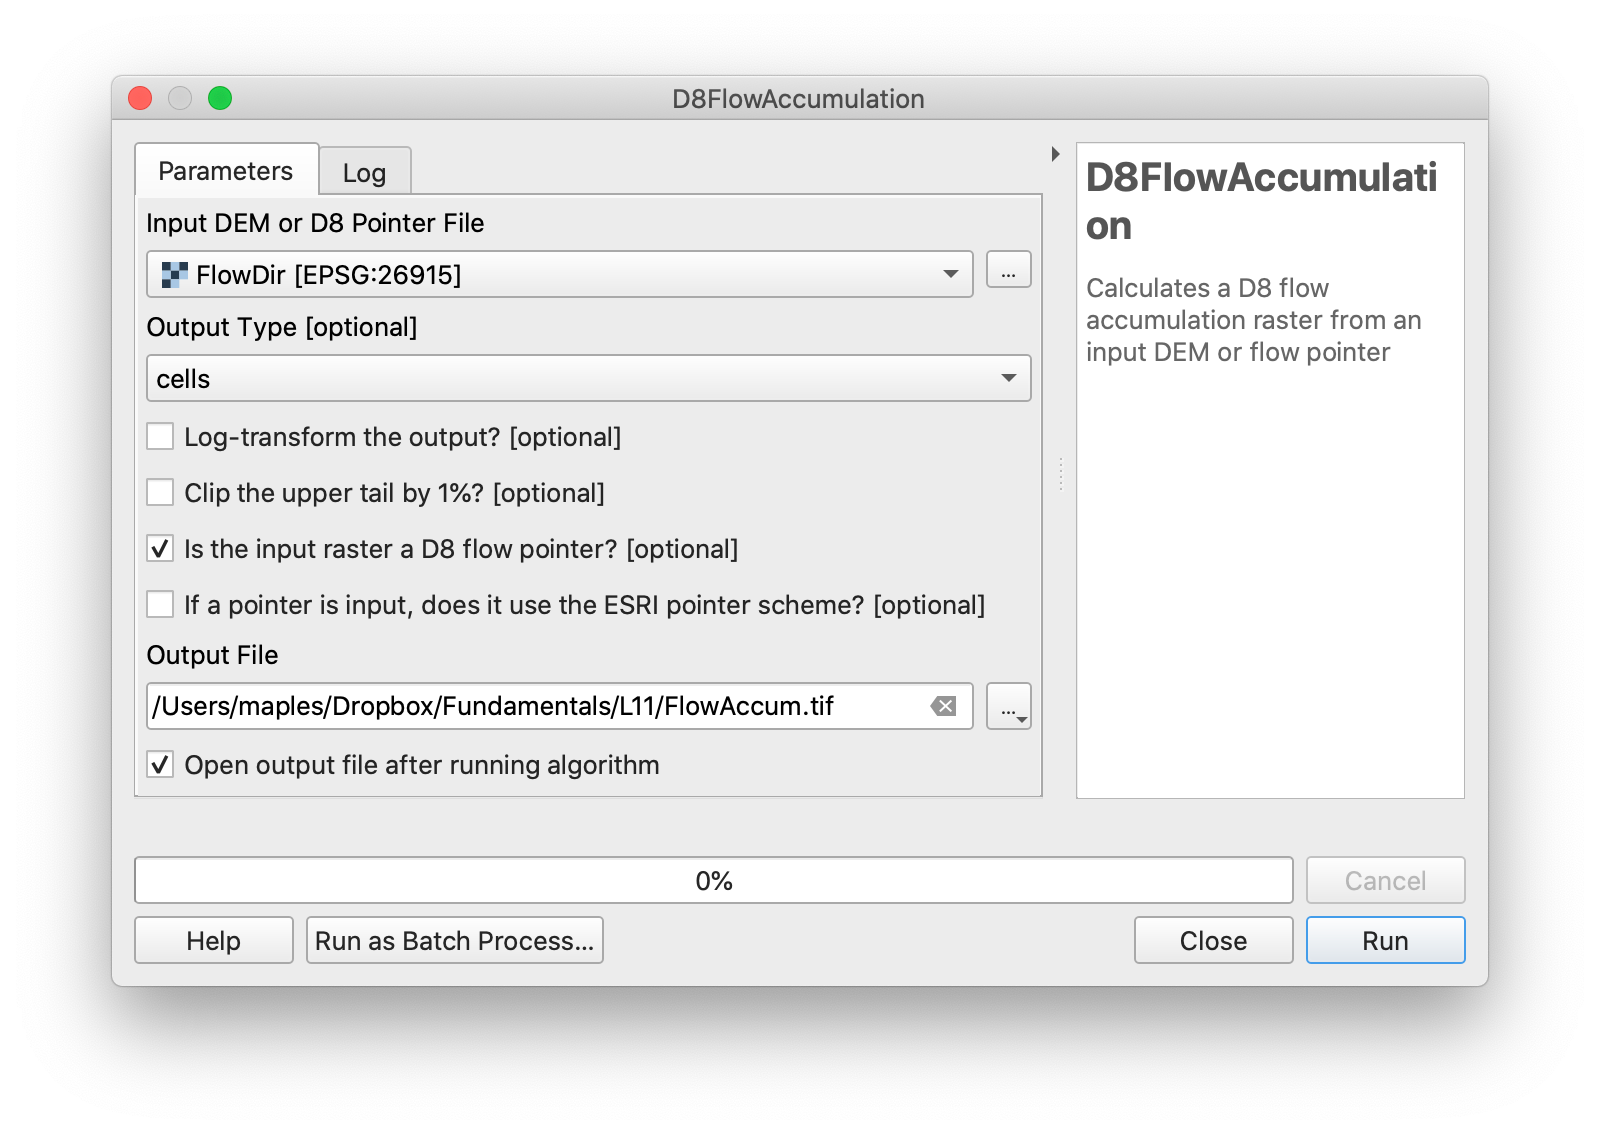 D8FlowAccumulation
Parameters
Log
Input DEM or D8 Pointer File
FlowDir [EPSG:26915]
...
Output Type [optional]
cells
Log-transform the output? [optional]
Clip the upper tail by 1%? [optional]
Is the input raster a D8 flow pointer? [optional]
If a pointer is input, does it use the ESRI pointer scheme? [optional]
Output File
/Users/maples/Dropbox/Fundamentals/L11/FlowAccum.tif
...
Open output file after running algorithm
D8FlowAccumulati
on
Calculates a D8 flow
accumulation raster from an
input DEM or flow pointer
0%
Cancel
Help
Run as Batch Process...
Close
Run